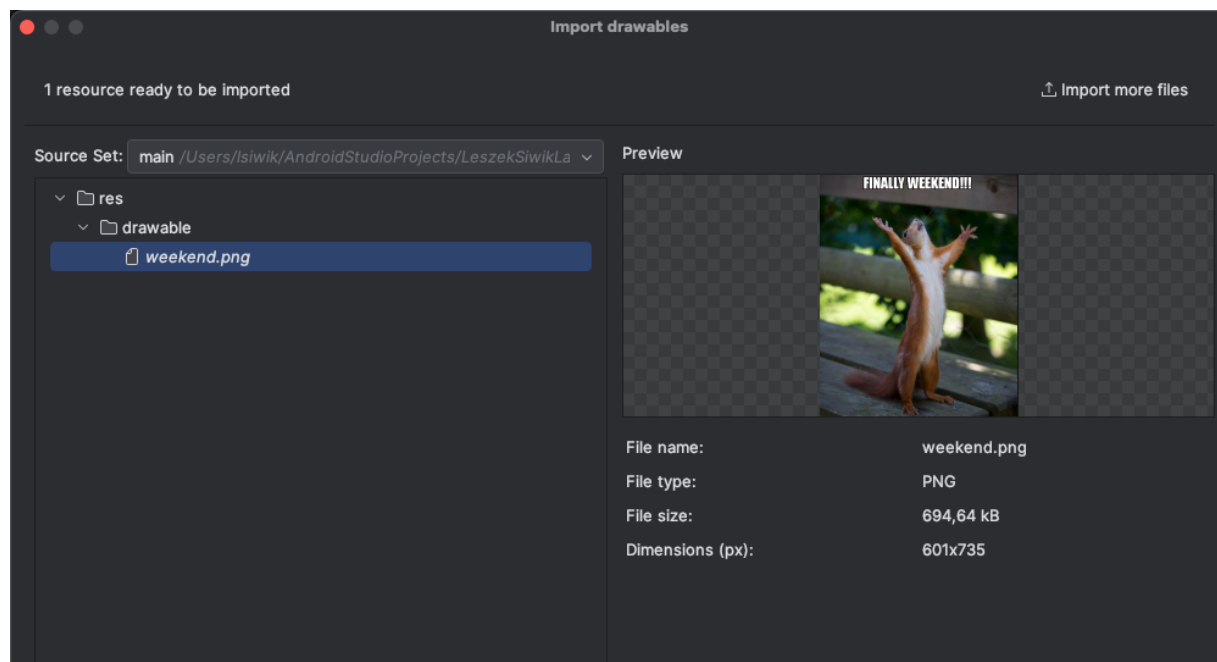 Import drawables
1 resource ready to be imported
Import more files
Source Set: main /Users/lsiwik/AndroidStudioProjects/LeszekSiwikLa
Preview
res
drawable
weekend.png
FINALLY WEEKEND!!!
File name: weekend.png
File type: PNG
File size: 694,64 kB
Dimensions (px): 601x735